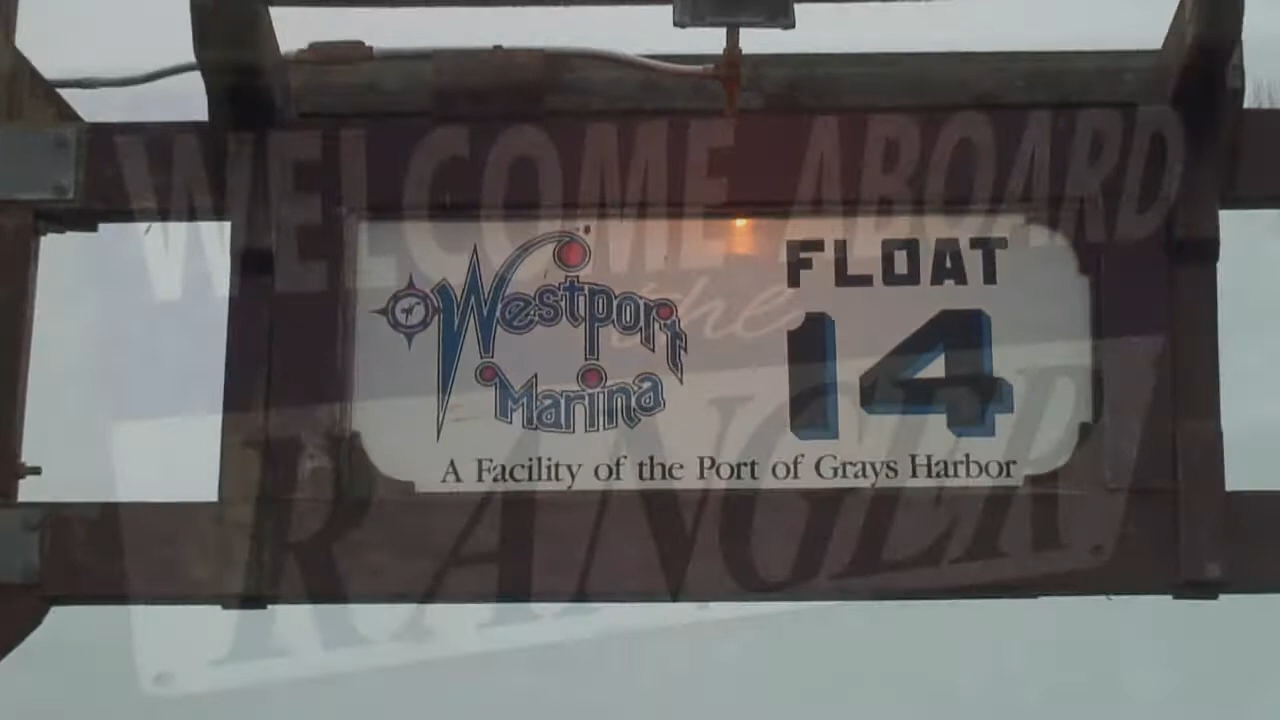 WELCOME ABOARD
the
RANGER
Westport
Marina
FLOAT
14
A Facility of the Port of Grays Harbor